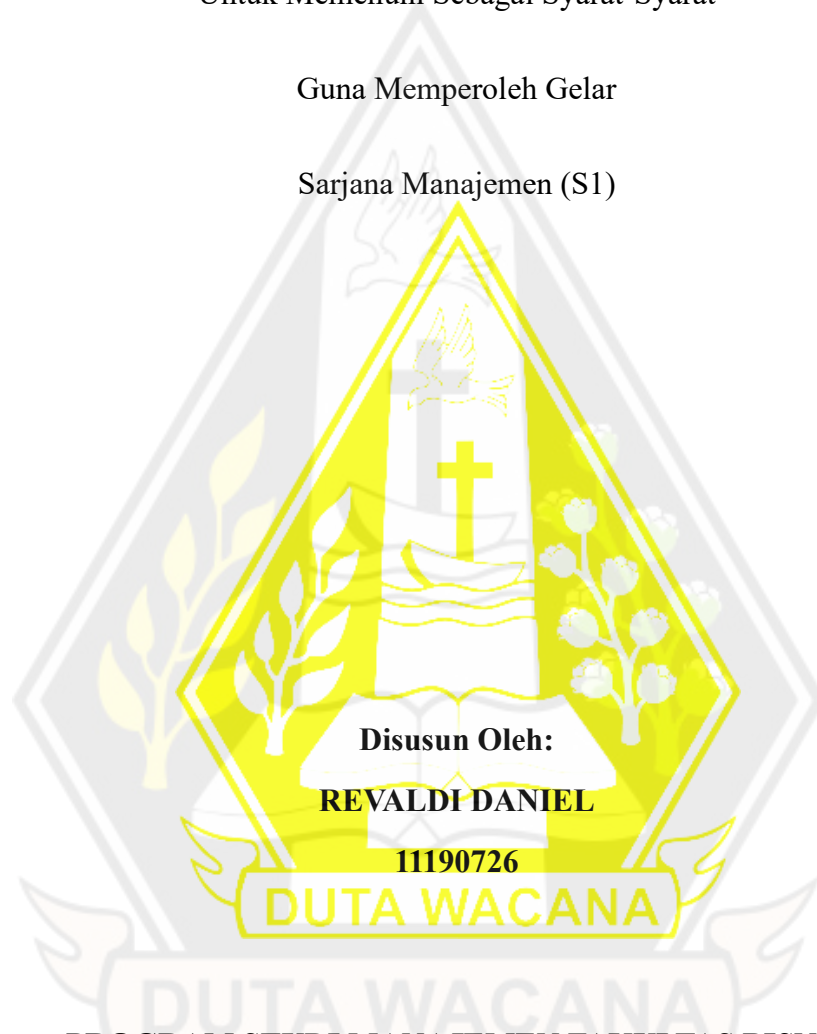 Guna Memperoleh Gelar
Sarjana Manajemen (S1)
Disusun Oleh:
REVALDI DANIEL
11190726
DUTA WACANA
DUTA WACANA